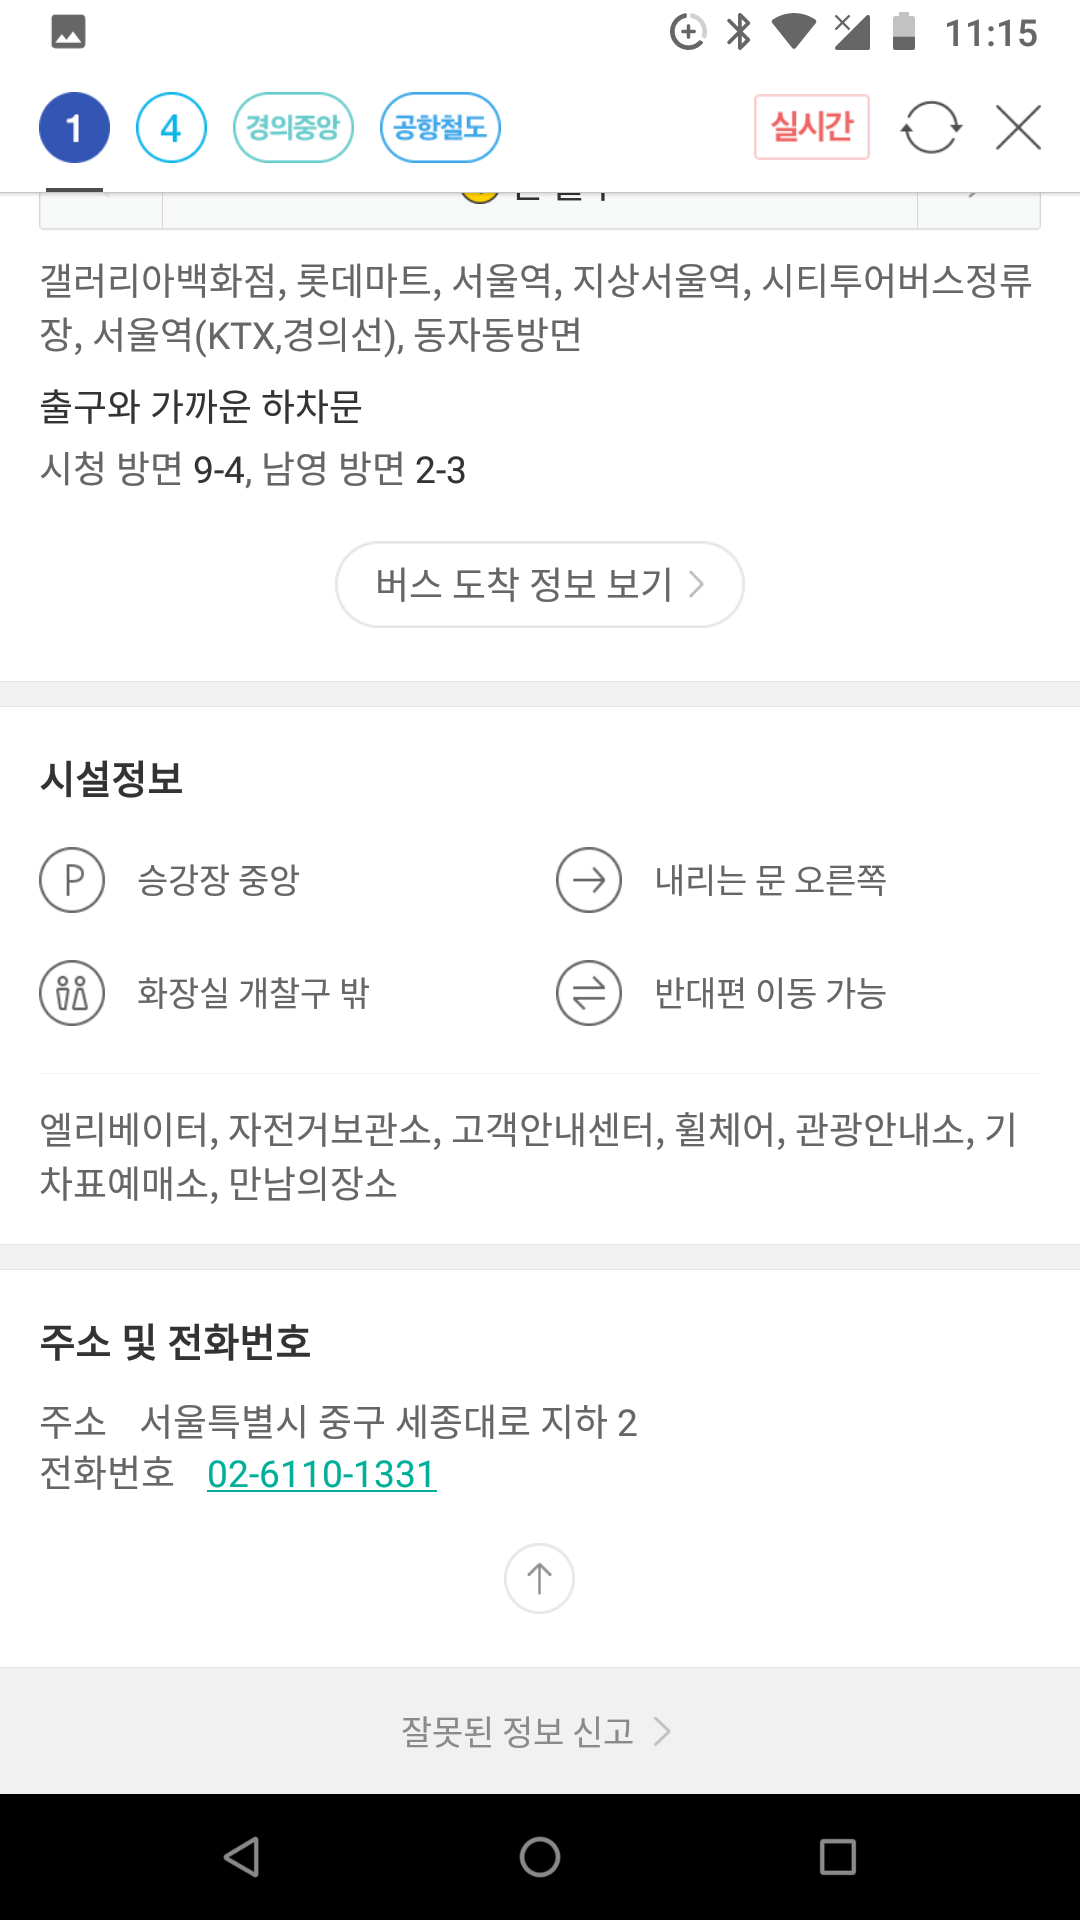 11:15
1 4 경의중앙 공항철도 실시간
갤러리아백화점, 롯데마트, 서울역, 지상서울역, 시티투어버스정류
장, 서울역(KTX,경의선), 동자동방면
출구와 가까운 하차문
시청 방면 9-4, 남영 방면 2-3
버스 도착 정보 보기
시설정보
P 승강장 중앙
내리는 문 오른쪽
화장실 개찰구 밖
반대편 이동 가능
엘리베이터, 자전거보관소, 고객안내센터, 휠체어, 관광안내소, 기
차표예매소, 만남의장소
주소 및 전화번호
주소 서울특별시 중구 세종대로 지하 2
전화번호 02-6110-1331
잘못된 정보 신고